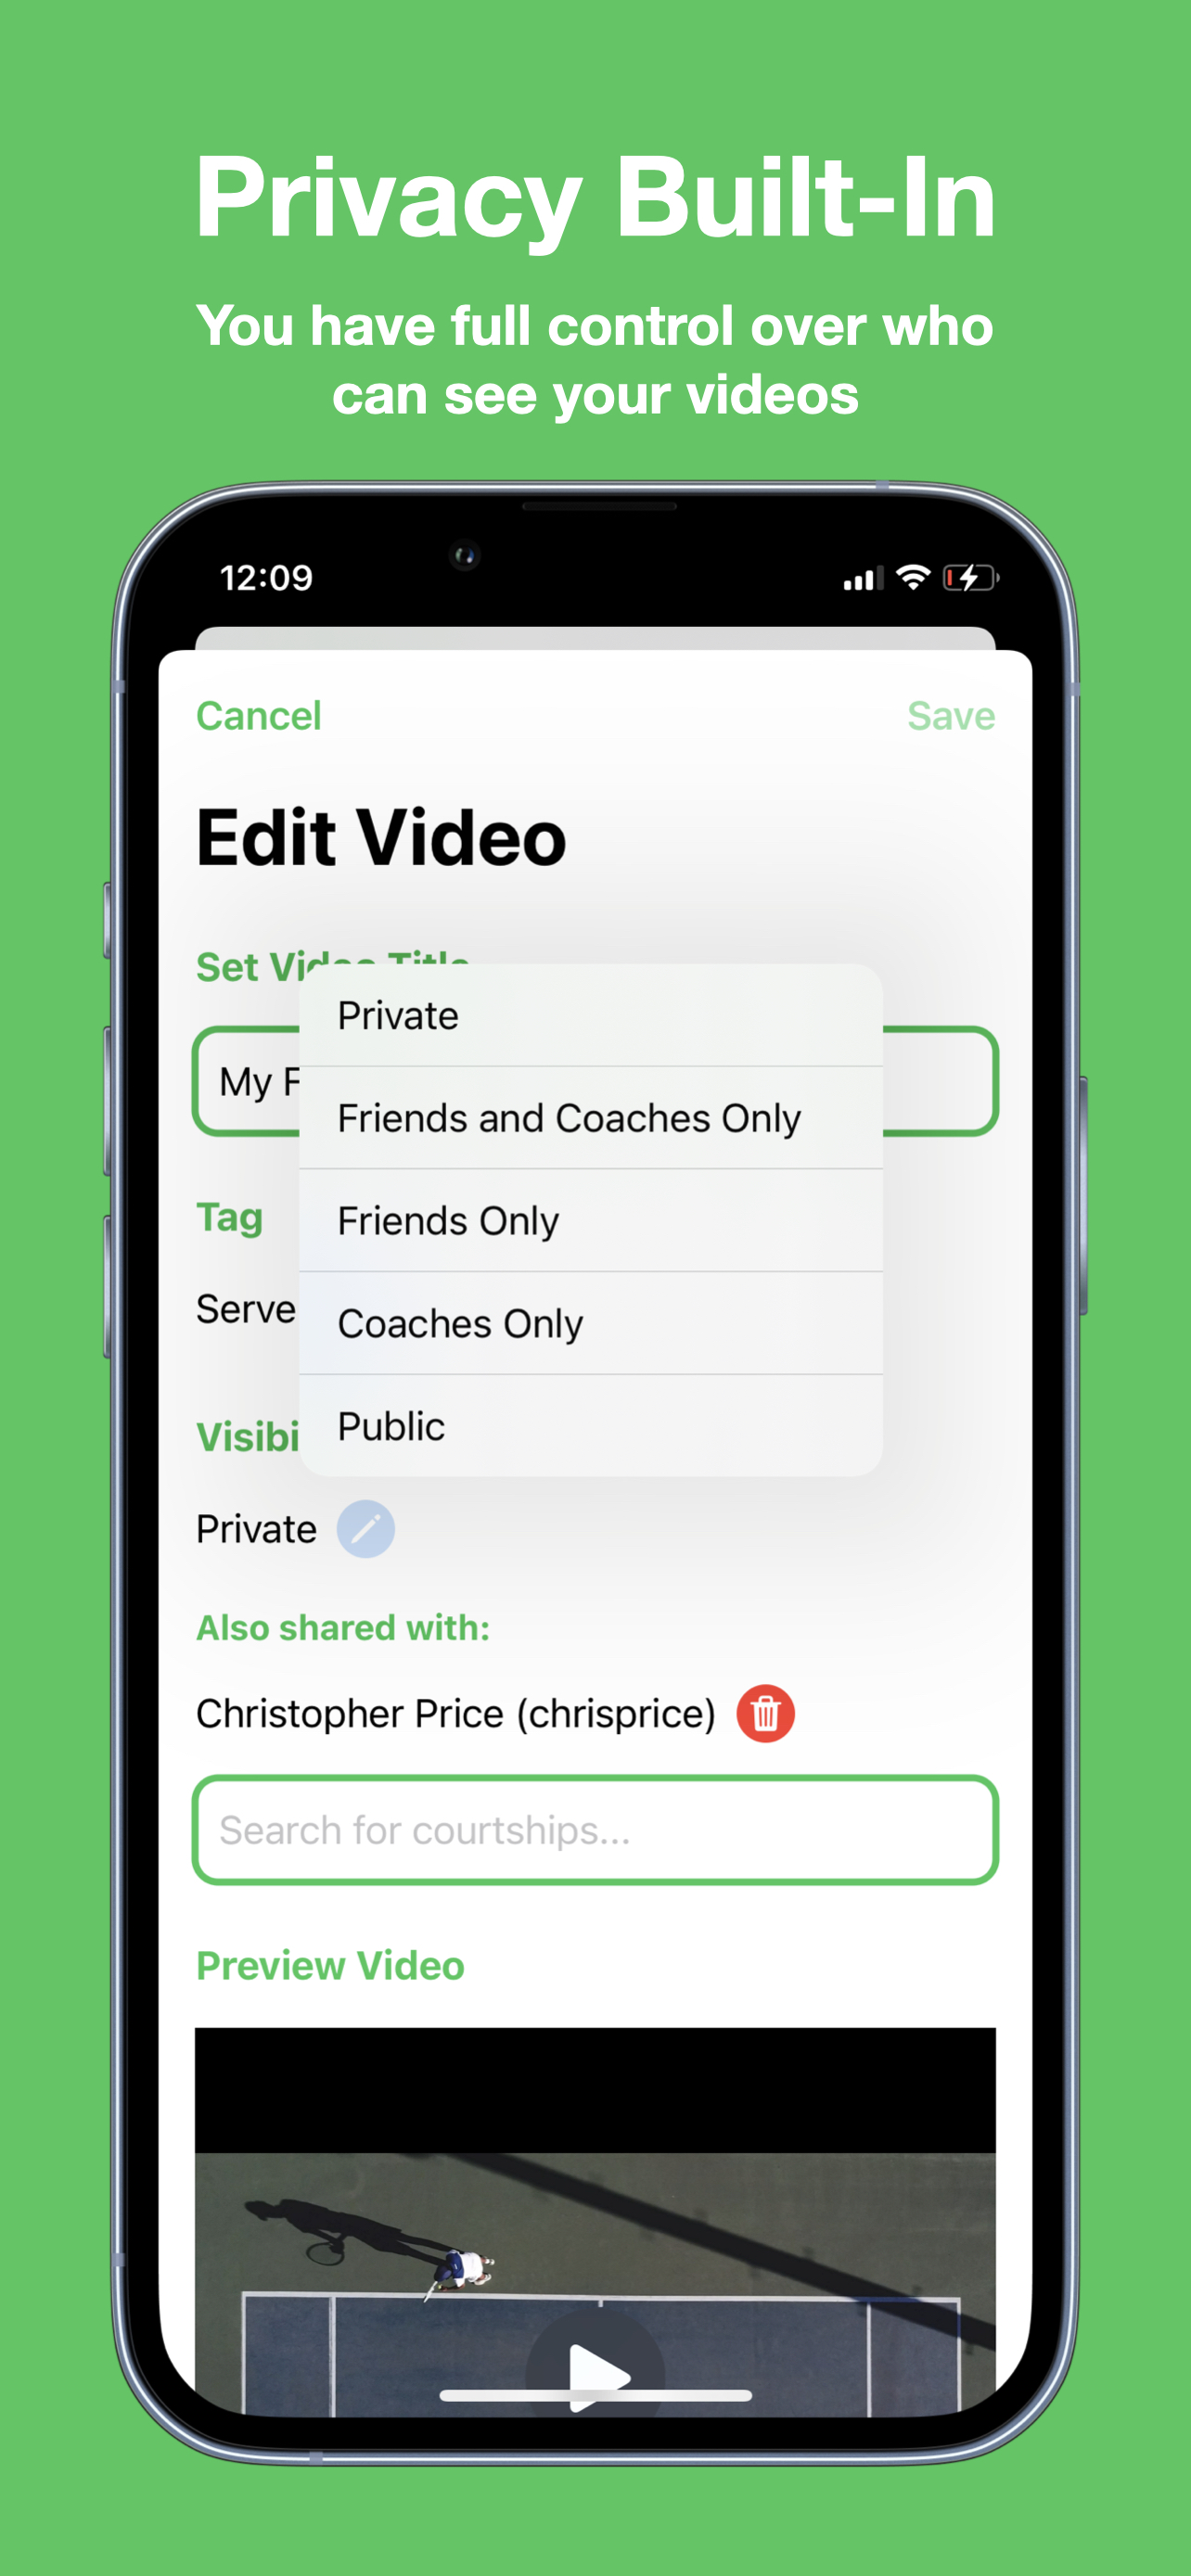 Privacy Built-In
You have full control over who
can see your videos
12:09
Cancel
Save
Edit Video
Set Video Title
My F
Private
Friends and Coaches Only
Friends Only
Coaches Only
Public
Tag
Serve
Visibi
Private
Also shared with:
Christopher Price (chrisprice)
Search for courtships...
Preview Video